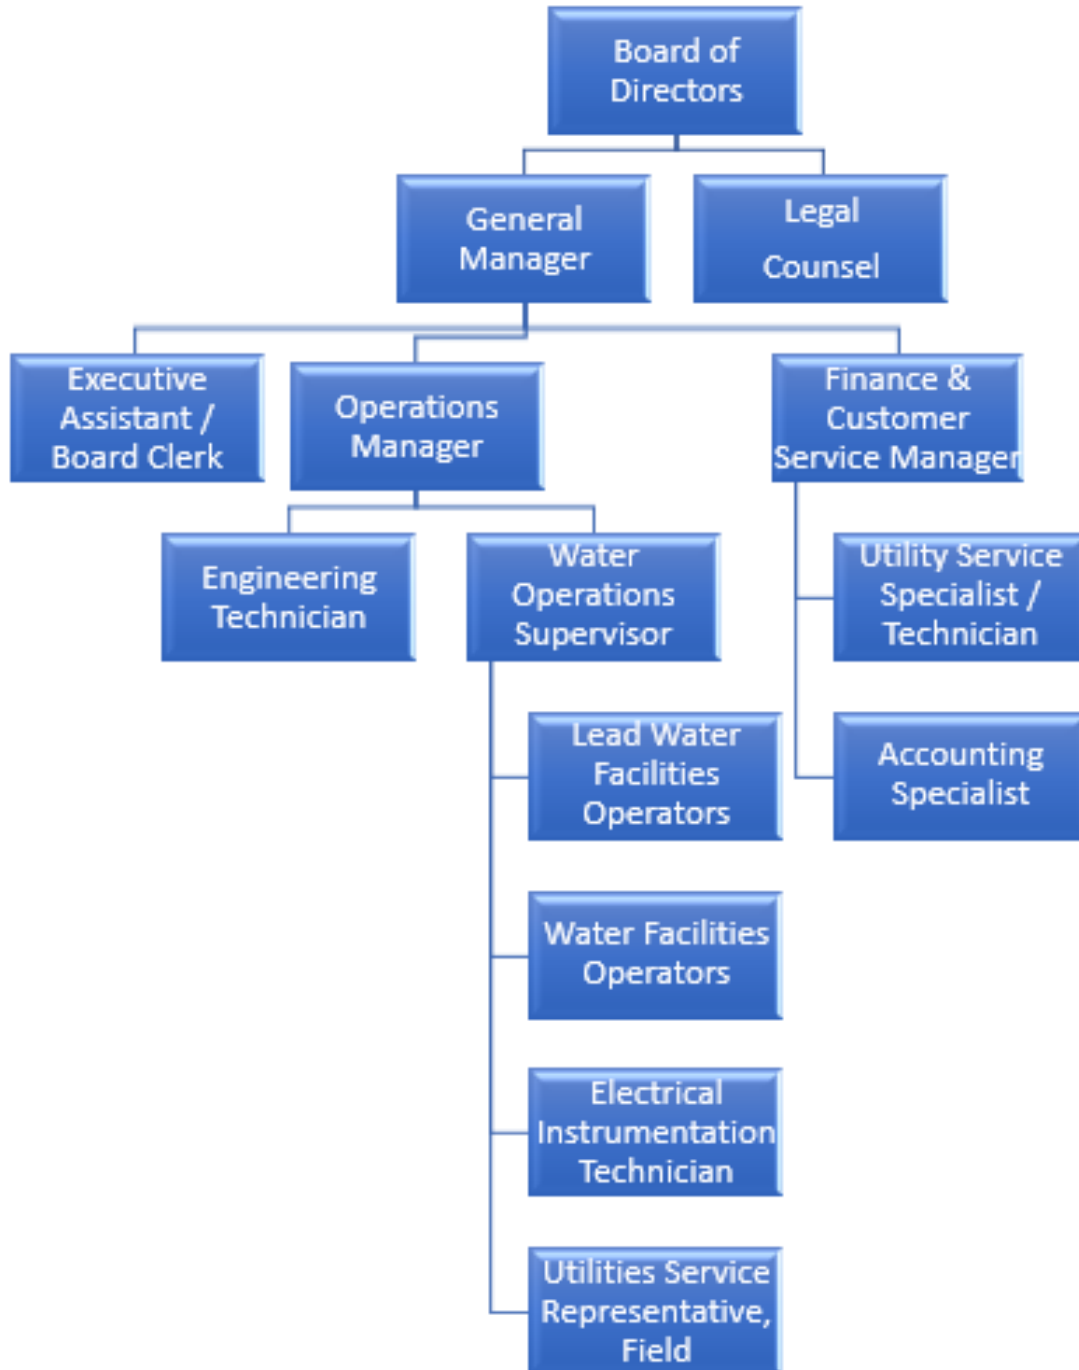 Board of
Directors
General
Manager
Legal
Counsel
Executive
Assistant /
Board Clerk
Operations
Manager
Finance &
Customer
Service Manager
Engineering
Technician
Water
Operations
Supervisor
Utility Service
Specialist /
Technician
Lead Water
Facilities
Operators
Accounting
Specialist
Water Facilities
Operators
Electrical
Instrumentation
Technician
Utilities Service
Representative,
Field